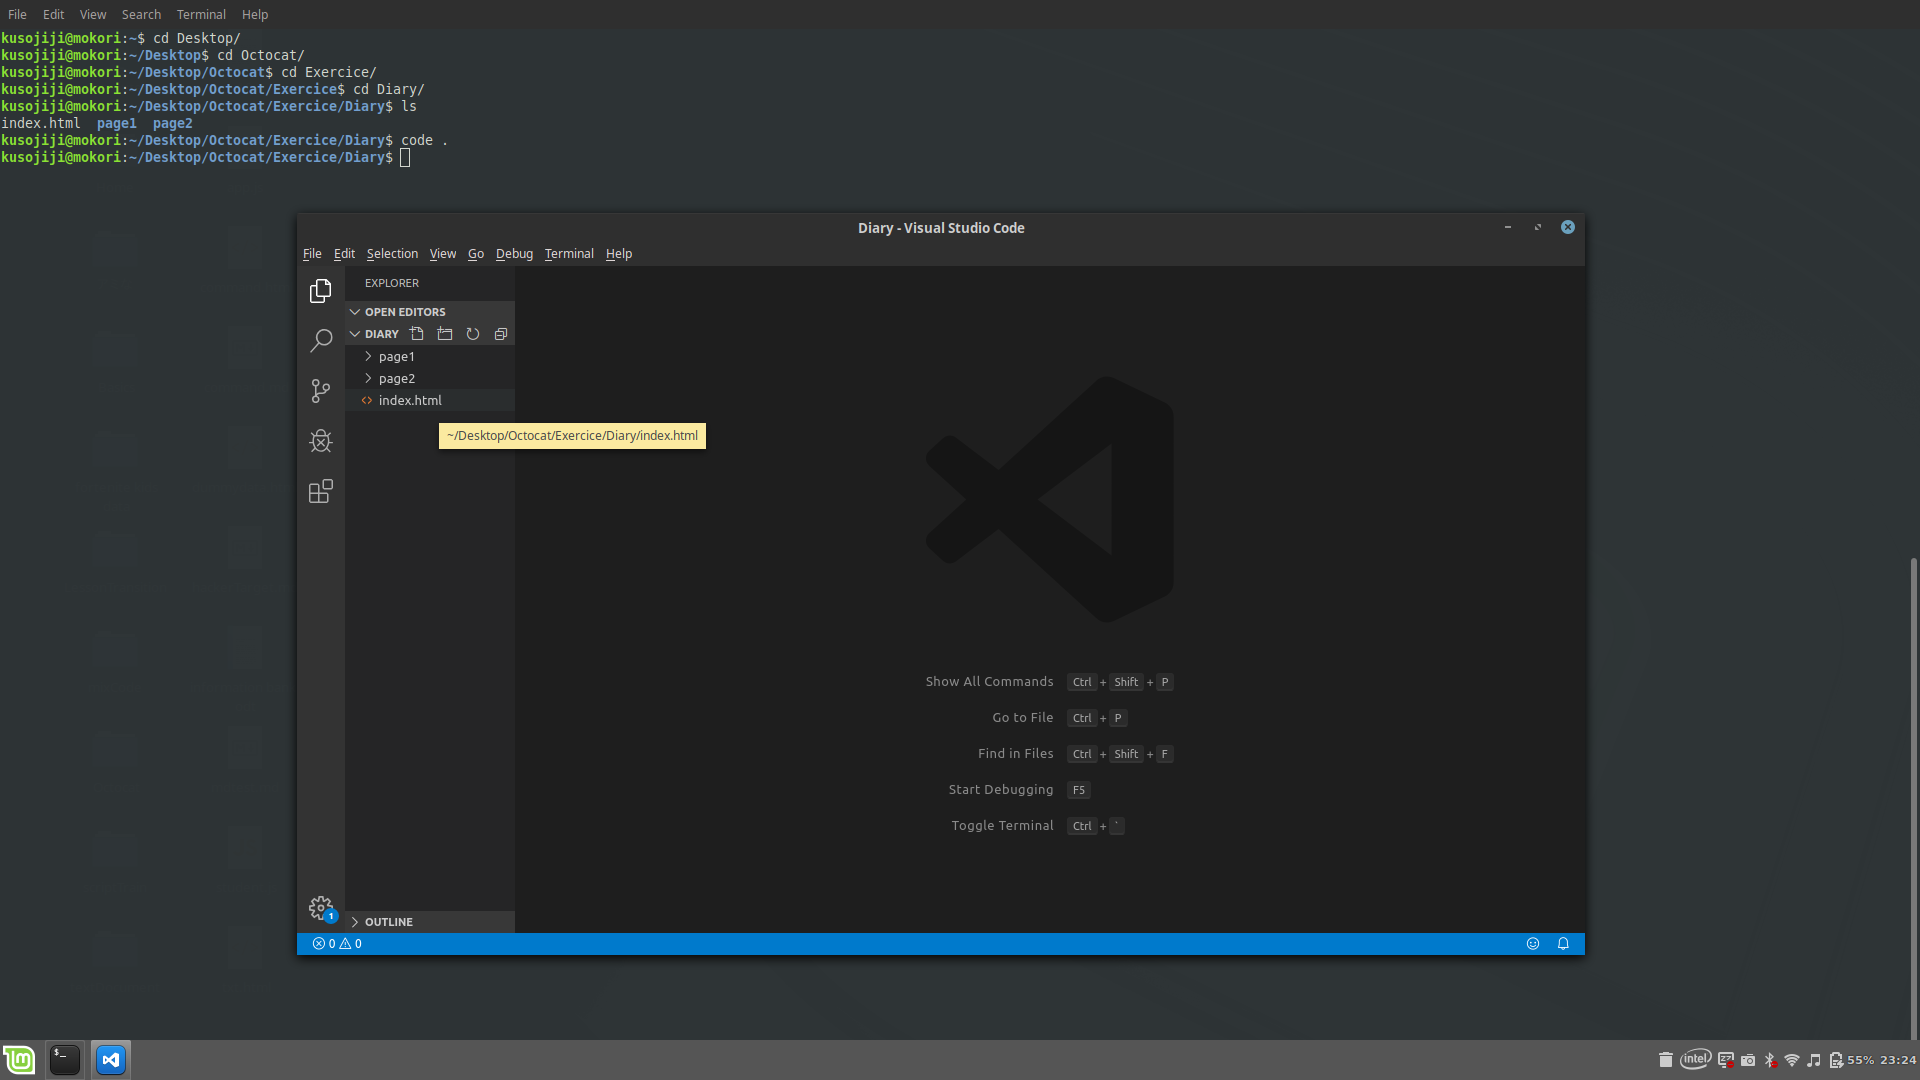 File Edit View Search Terminal Help
kusojiji@mokori:~$ cd Desktop/
kusojiji@mokori:~/Desktop$ cd Octocat/
kusojiji@mokori:~/Desktop/Octocat$ cd Exercice/
kusojiji@mokori:~/Desktop/Octocat/Exercice$ cd Diary/
kusojiji@mokori:~/Desktop/Octocat/Exercice/Diary$ ls
index.html page1 page2
kusojiji@mokori:~/Desktop/Octocat/Exercice/Diary$ code .
kusojiji@mokori:~/Desktop/Octocat/Exercice/Diary$
Diary - Visual Studio Code
File Edit Selection View Go Debug Terminal Help
EXPLORER
OPEN EDITORS
DIARY
page1
page2
index.html
~/Desktop/Octocat/Exercice/Diary/index.html
Show All Commands Ctrl + Shift + P
Go to File Ctrl + P
Find in Files Ctrl + Shift + F
Start Debugging F5
Toggle Terminal Ctrl + `
1
OUTLINE
0 0
$_
intel 55% 23:24